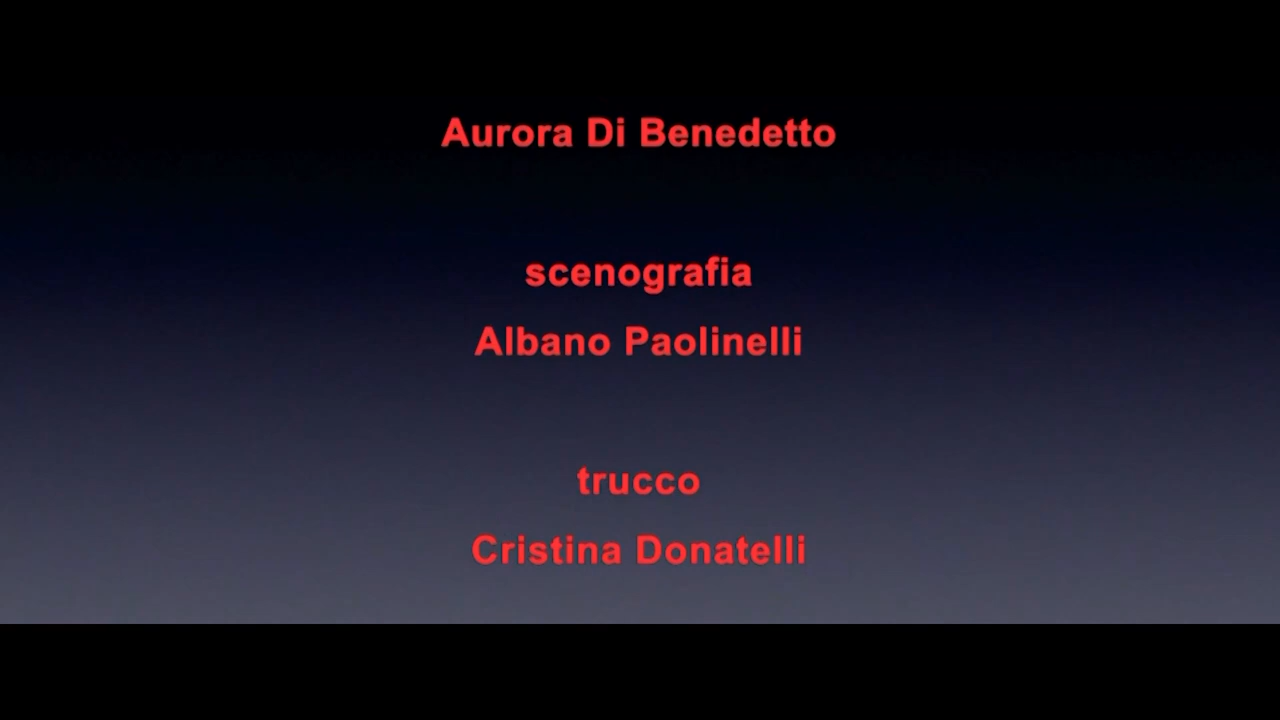 Aurora Di Benedetto
scenografia
Albano Paolinelli
trucco
Cristina Donatelli